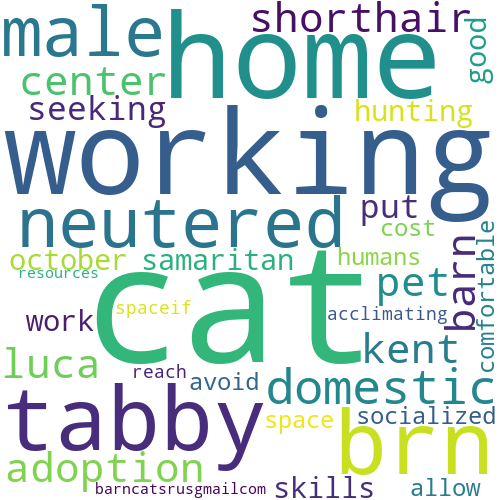 male
home
shorthair
good
center
seeking
hunting
working
neutered
put
cost
october
samaritan
humans
barn
comfortable
resources
cat
pet
spaceif
acclimating
work
kent
luca
reach
avoid
domestic
tabby
brn
space
socialized
adoption
barncatsrusgmailcom
skills
allow